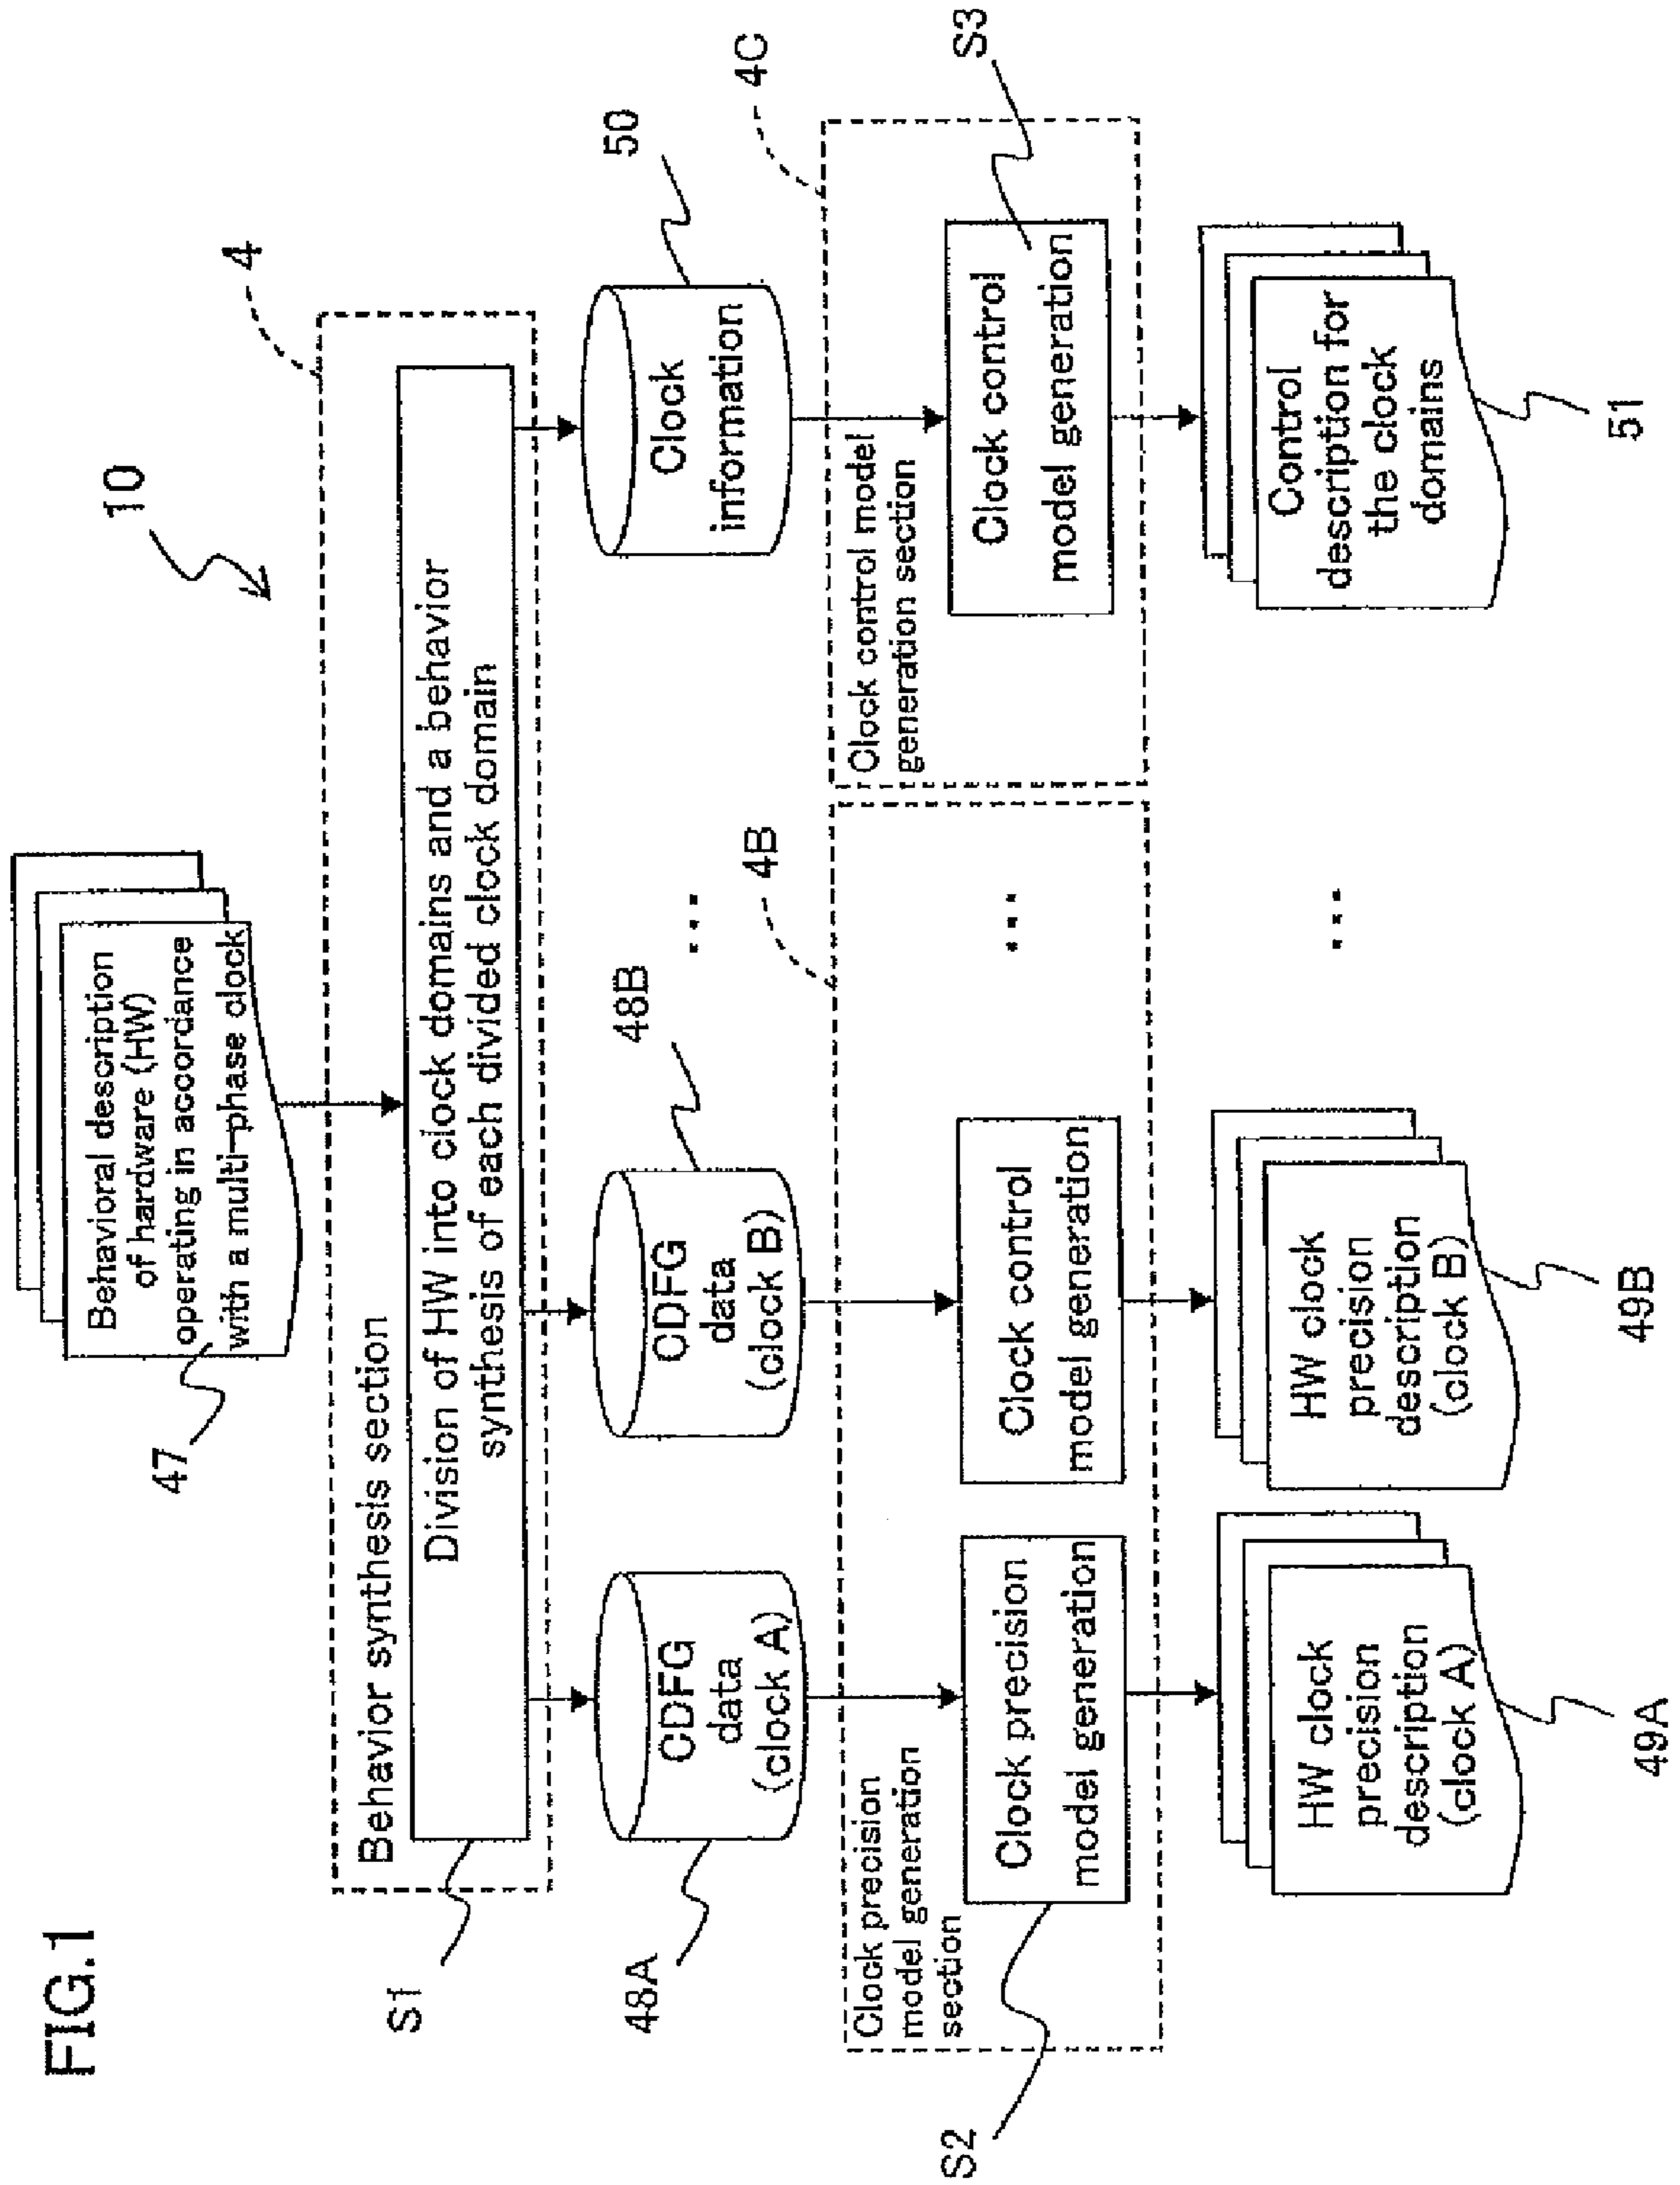 FIG.1
10
47
Behavioral description
of hardware (HW)
operating in accordance
with a multi-phase clock
4
Behavior synthesis section
S1
Division of HW into clock domains and a behavior
synthesis of each divided clock domain
48A
CDFG
data
(clock A)
48B
CDFG
data
(clock B)
...
50
Clock
information
4B
Clock precision
model generation
section
S2
Clock precision
model generation
Clock control
model generation
...
4C
Clock control model
generation section
S3
Clock control
model generation
HW clock
precision
description
(clock A)
49A
HW clock
precision
description
(clock B)
49B
...
Control
description for
the clock
domains
51